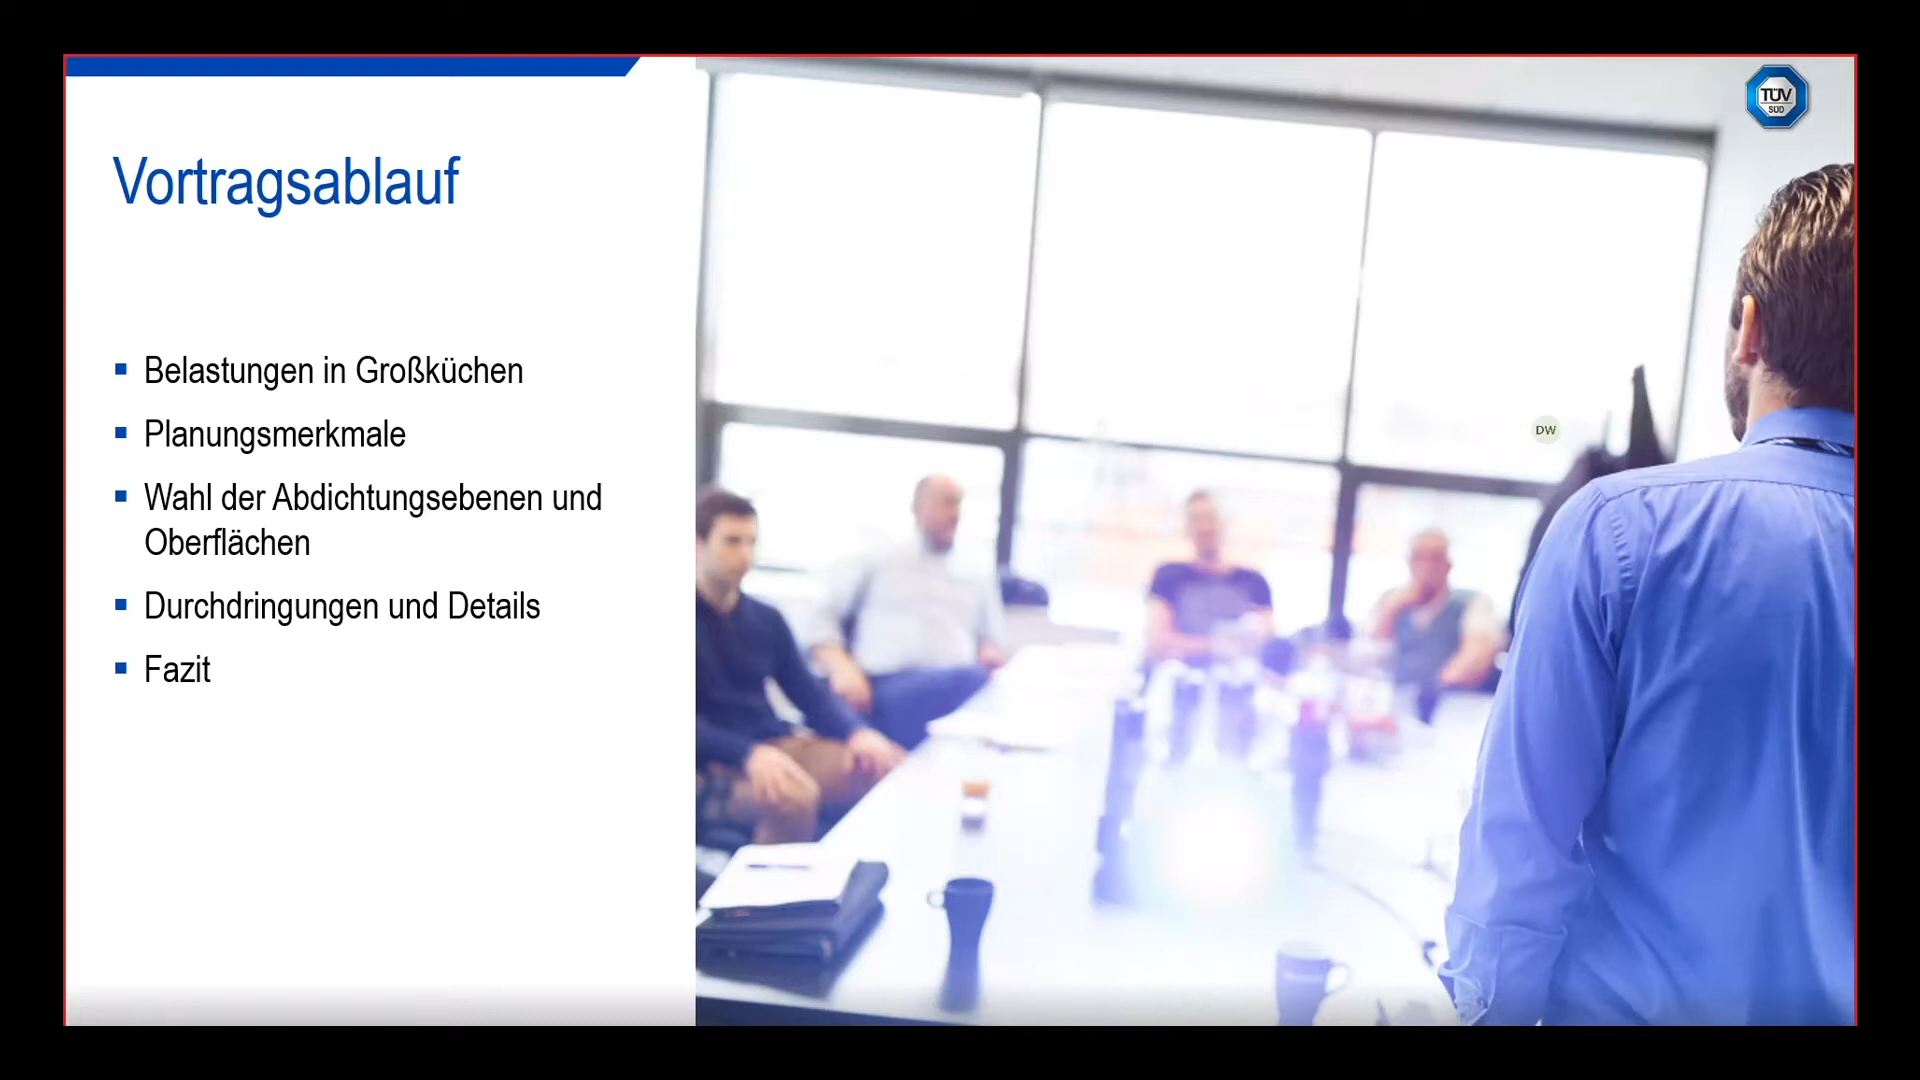 TÜV
SÜD
Vortragsablauf
Belastungen in Großküchen
Planungsmerkmale
Wahl der Abdichtungsebenen und
Oberflächen
Durchdringungen und Details
Fazit
DW